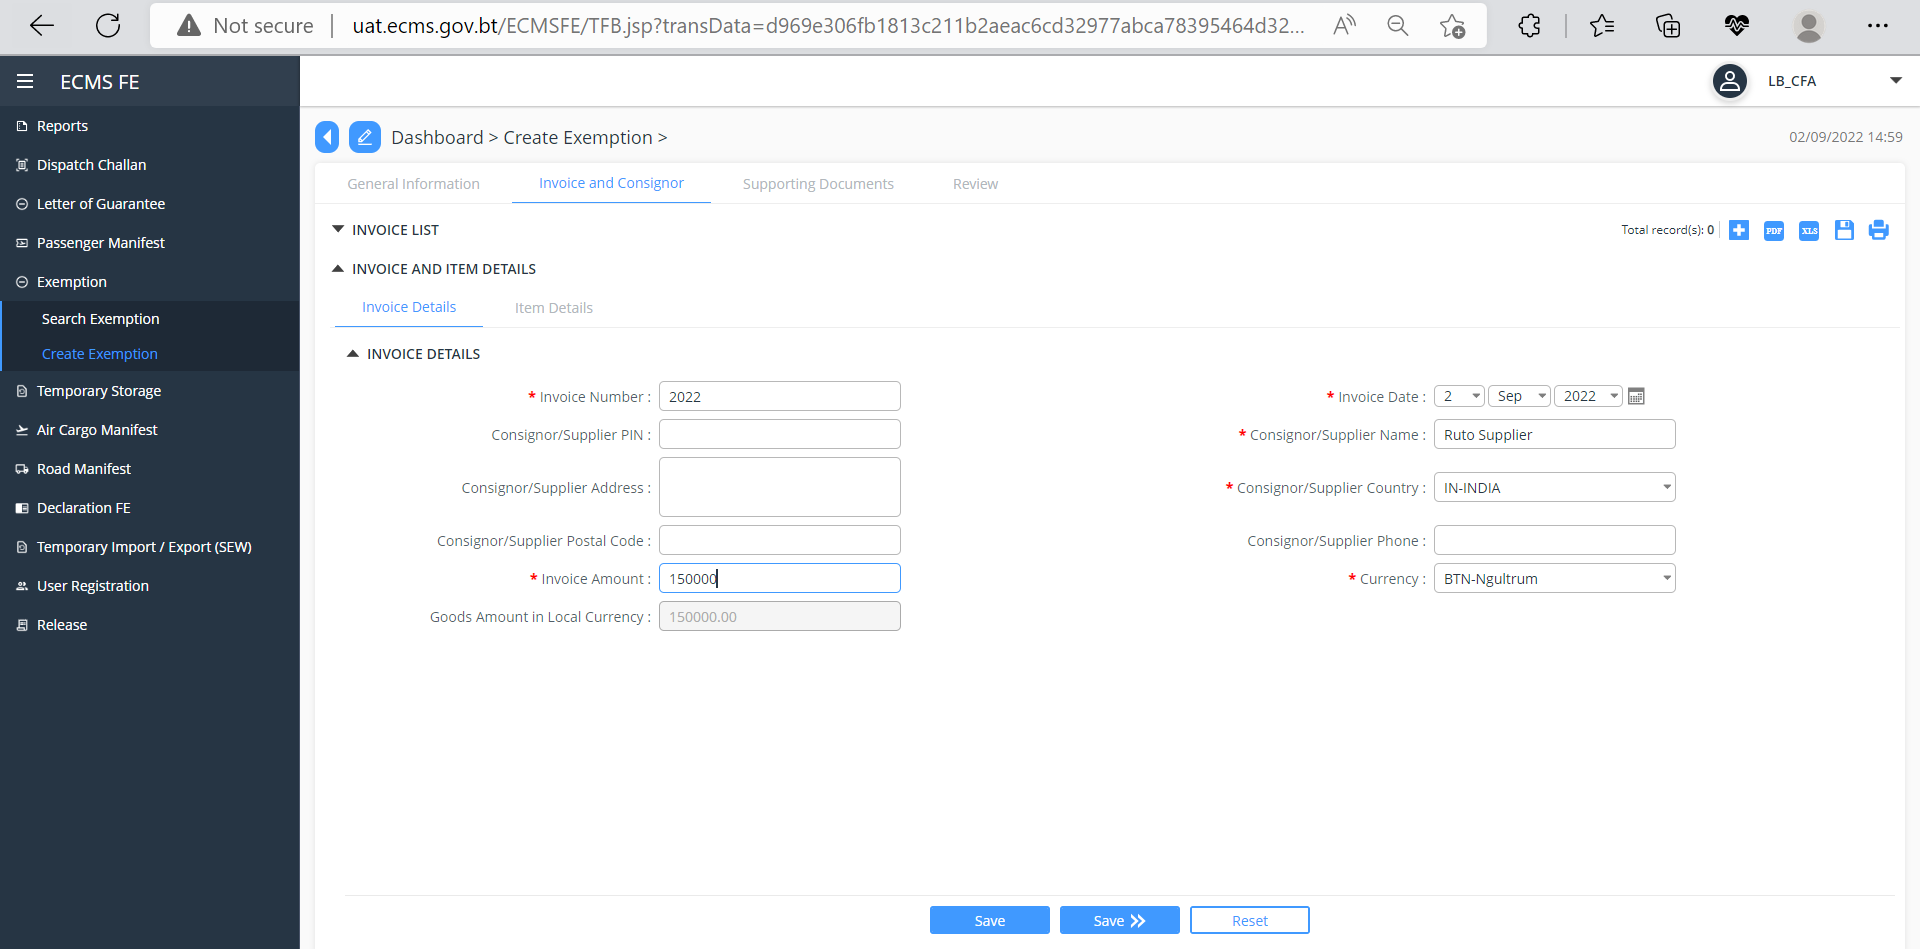 Not secure uat.ecms.gov.bt/ECMSFE/TFB.jsp?transData=d969e306fb1813c211b2aeac6cd32977abca78395464d32...
ECMS FE
LB_CFA
Reports
Dispatch Challan
Letter of Guarantee
Passenger Manifest
Exemption
Search Exemption
Create Exemption
Temporary Storage
Air Cargo Manifest
Road Manifest
Declaration FE
Temporary Import / Export (SEW)
User Registration
Release
Dashboard > Create Exemption >
02/09/2022 14:59
General Information Invoice and Consignor Supporting Documents Review
INVOICE LIST
Total record(s): 0 PDF XLS
INVOICE AND ITEM DETAILS
Invoice Details Item Details
INVOICE DETAILS
* Invoice Number : 2022 * Invoice Date : 2 Sep 2022
Consignor/Supplier PIN : * Consignor/Supplier Name : Ruto Supplier
Consignor/Supplier Address : * Consignor/Supplier Country : IN-INDIA
Consignor/Supplier Postal Code : Consignor/Supplier Phone :
* Invoice Amount : 150000 * Currency : BTN-Ngultrum
Goods Amount in Local Currency : 150000.00
Save Save Reset